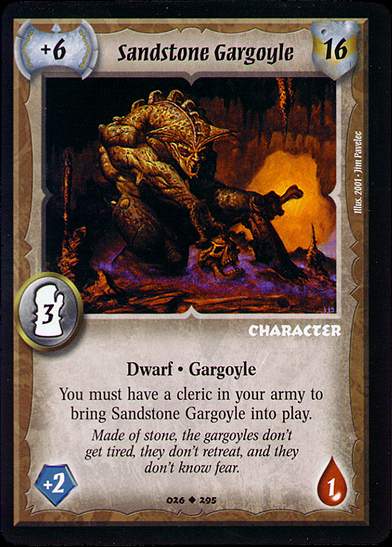 +6
Sandstone Gargoyle
16
Illus. 2001 • Jim Pavelec
3
CHARACTER
Dwarf • Gargoyle
You must have a cleric in your army to
bring Sandstone Gargoyle into play.
Made of stone, the gargoyles don't
get tired, they don't retreat, and they
don't know fear.
+2
026 ◆ 295
1